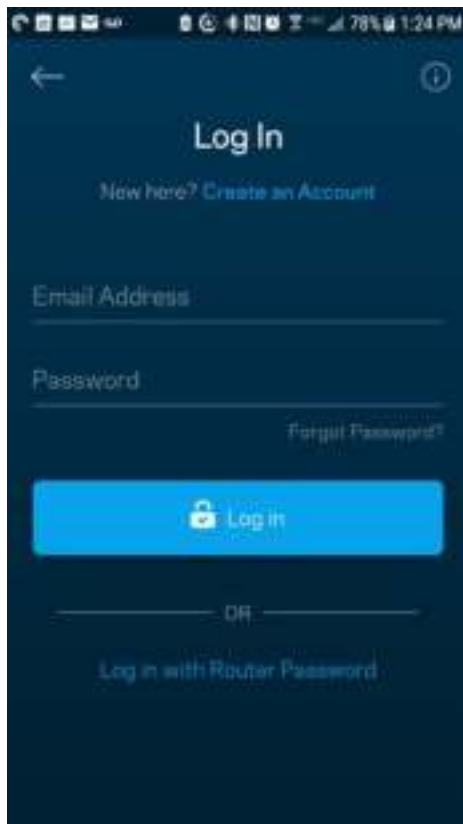 78% 1:24 PM
Log In
New here? Create an Account
Email Address
Password
Forgot Password?
Log in
OR
Log in with Router Password